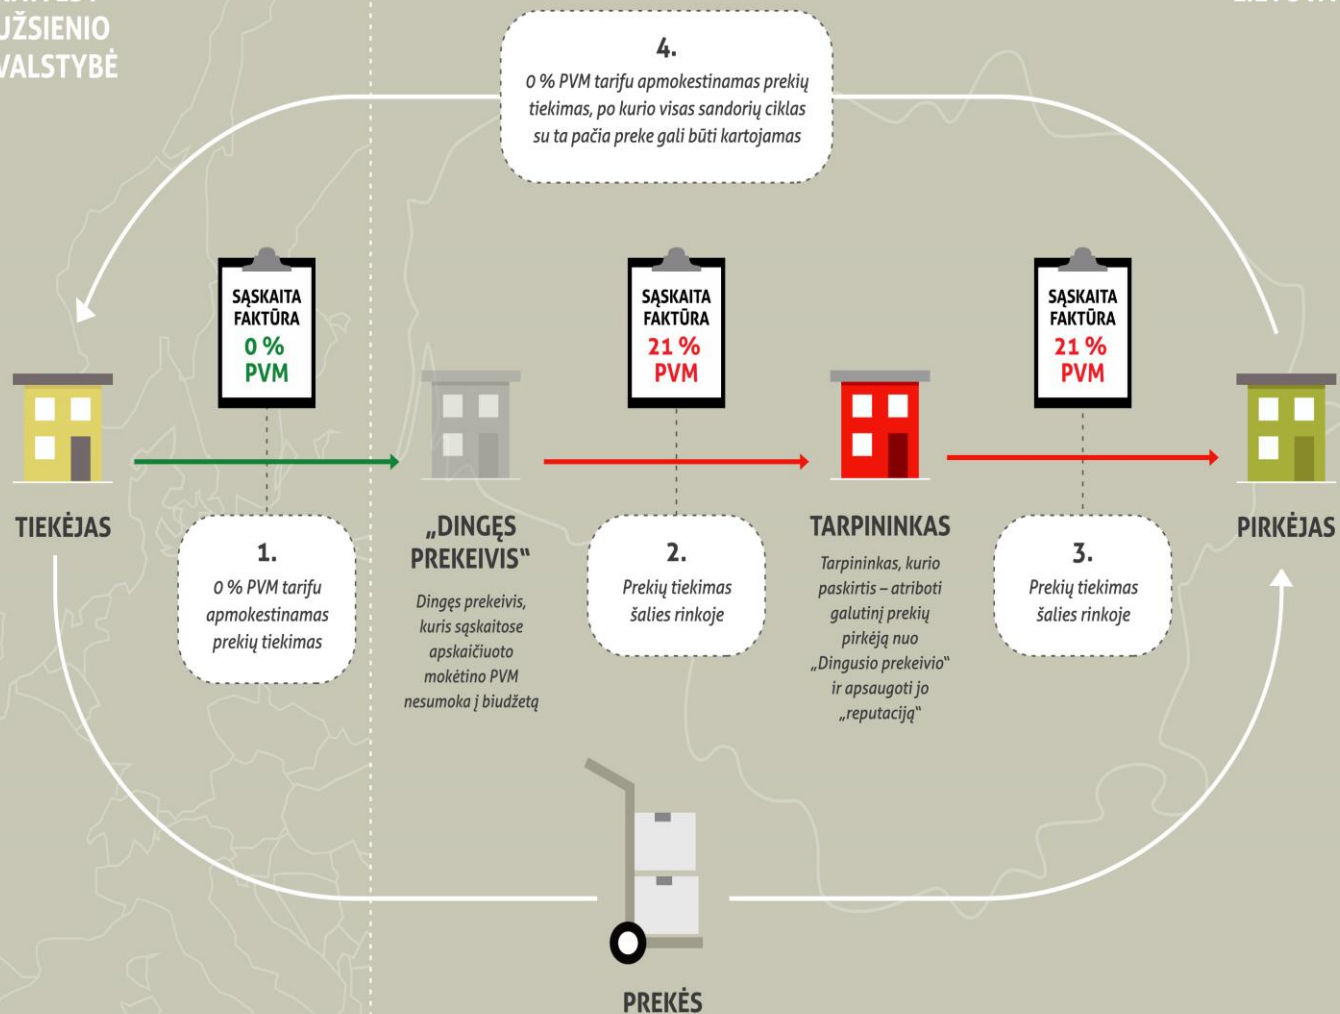 UŽSIENIO
VALSTYBĖ
4.
0 % PVM tarifu apmokestinamas prekių
tiekimas, po kurio visas sandorių ciklas
su ta pačia preke gali būti kartojamas
SĄSKAITA
FAKTŪRA
0 %
PVM
SĄSKAITA
FAKTŪRA
21 %
PVM
SĄSKAITA
FAKTŪRA
21 %
PVM
TIEKĖJAS
1.
0 % PVM tarifu
apmokestinamas
prekių tiekimas
„DINGĘS
PREKEIVIS“
Dingęs prekeivis,
kuris sąskaitose
apskaičiuoto
mokėtino PVM
nesumoka į biudžetą
2.
Prekių tiekimas
šalies rinkoje
TARPININKAS
Tarpininkas, kurio
paskirtis – atriboti
galutinį prekių
pirkėją nuo
„Dingusio prekeivio“
ir apsaugoti jo
„reputaciją“
3.
Prekių tiekimas
šalies rinkoje
PIRKĖJAS
PREKĖS